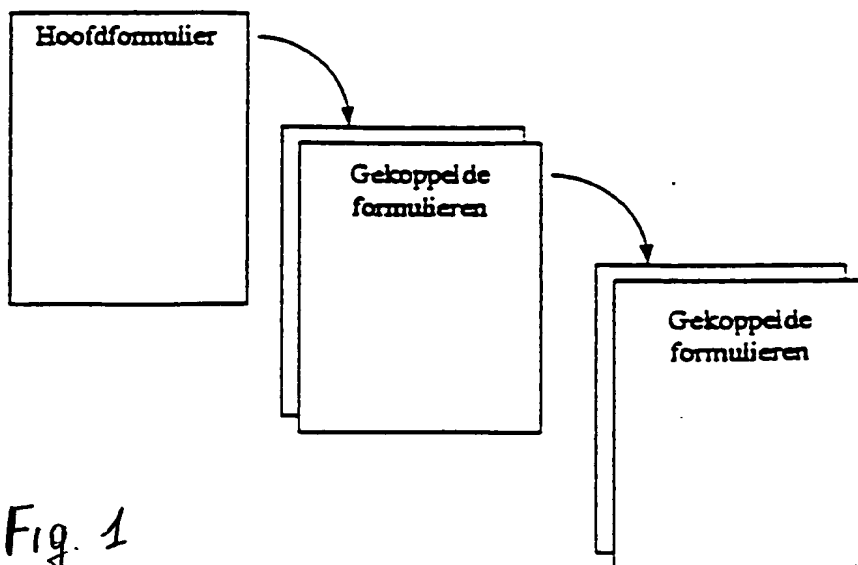 Hoofdformulier
Gekoppelde
formulieren
Gekoppelde
formulieren
Fig. 1